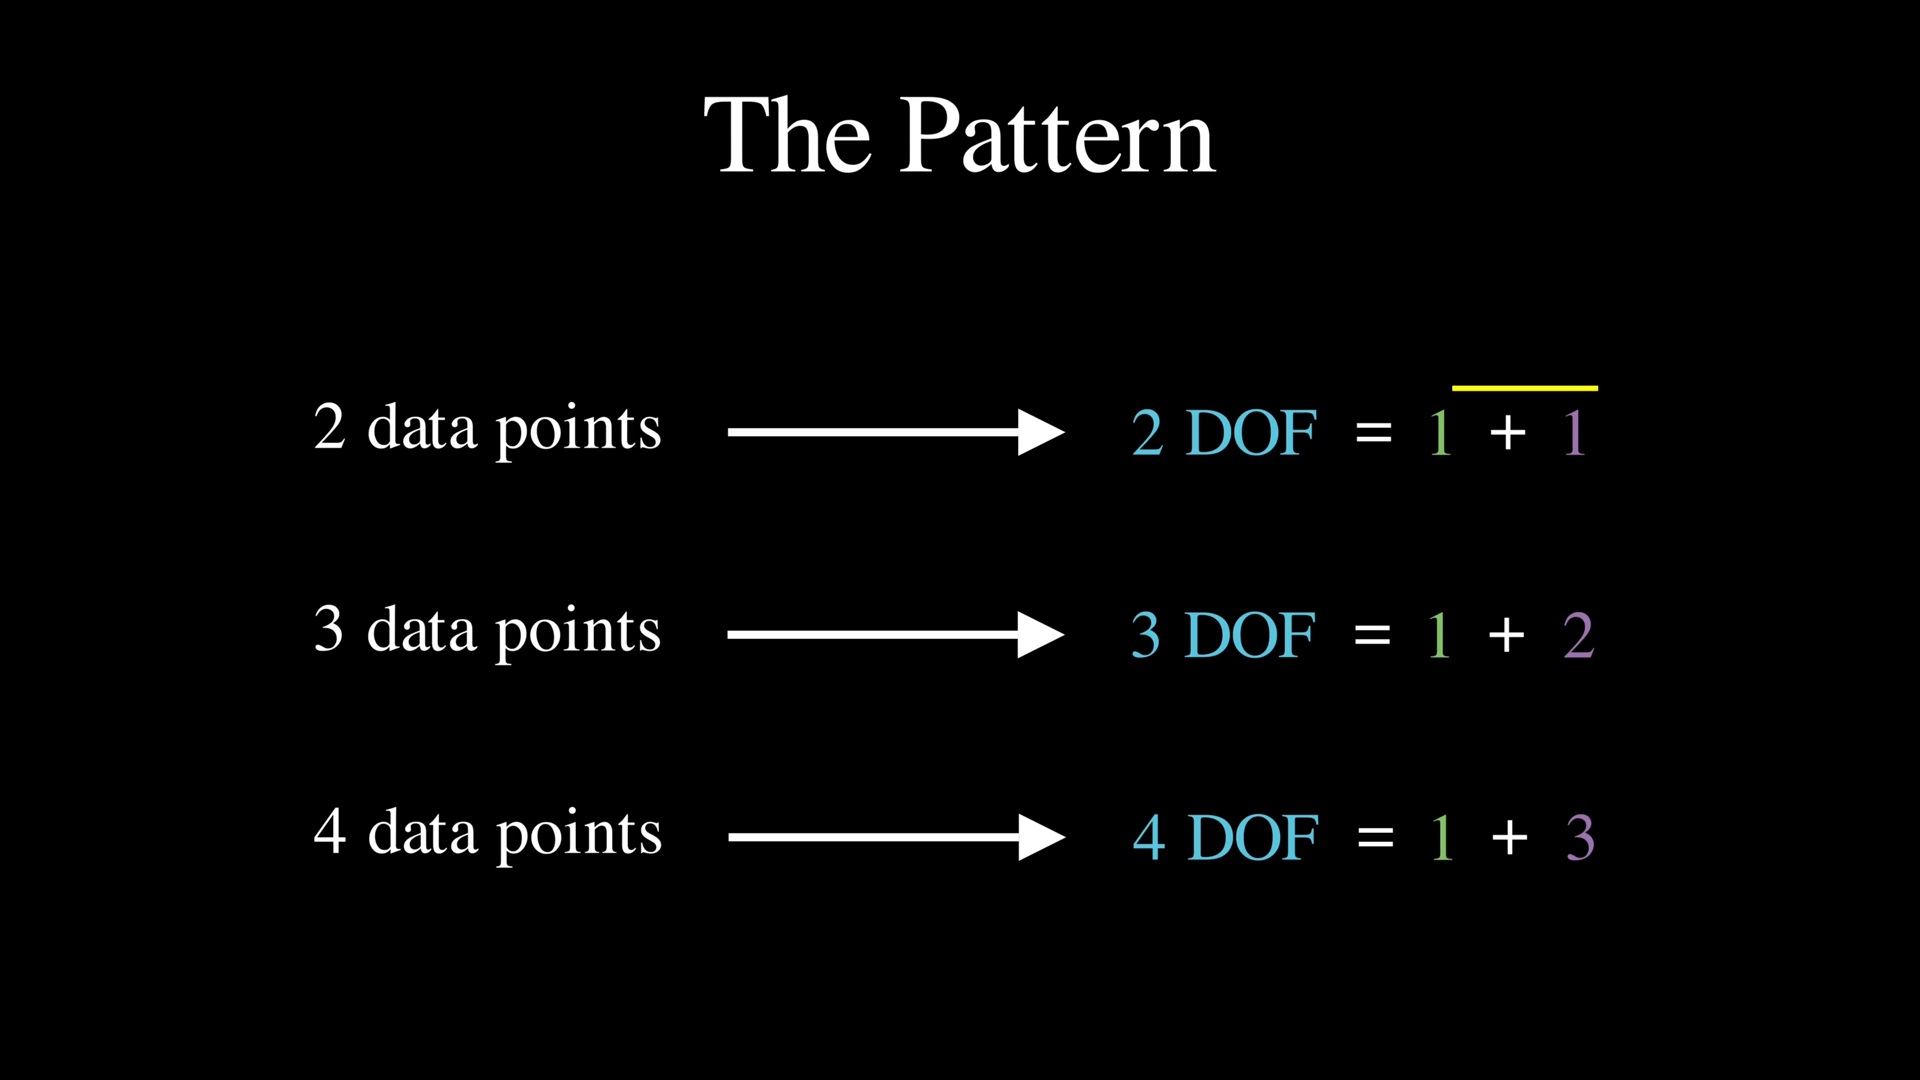 The Pattern
2 data points 2 DOF = 1 + 1
3 data points 3 DOF = 1 + 2
4 data points 4 DOF = 1 + 3